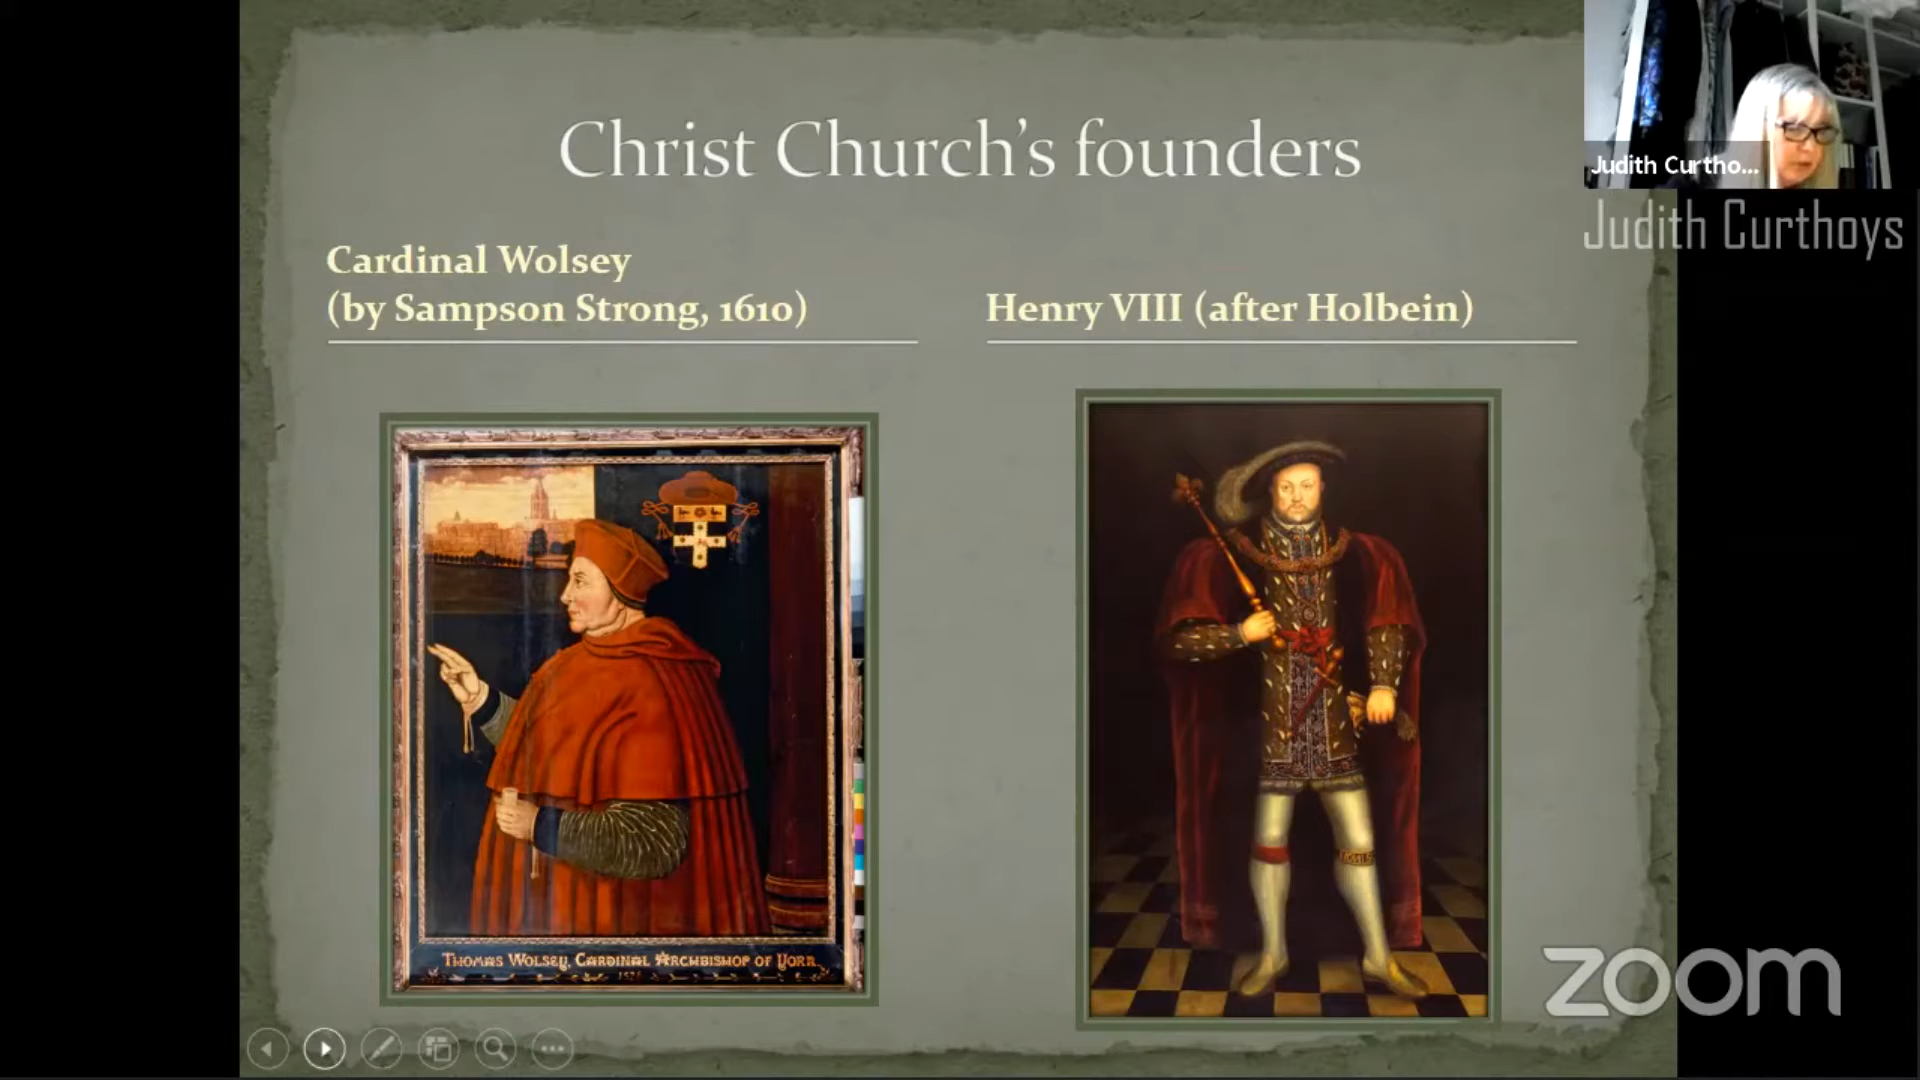 Christ Church's founders
Cardinal Wolsey
(by Sampson Strong, 1610)
Henry VIII (after Holbein)
Judith Curtho...
Judith Curthoys
THOMAS WOLSEY, CARDINAL ARCHBISHOP OF YORK
zoom